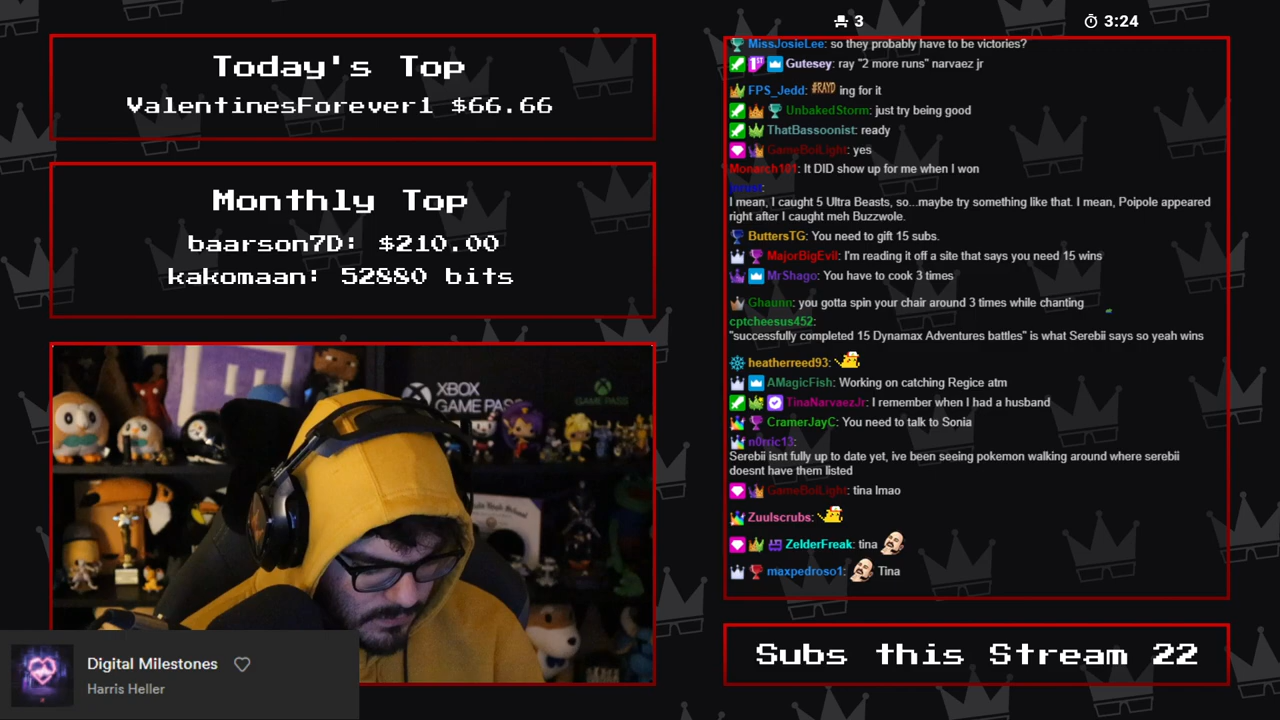 3
3:24
Today's Top
ValentinesForever1 $66.66
Monthly Top
baarson7D: $210.00
kakomaan: 52880 bits
XBOX
GAME PASS
GAME PASS
Digital Milestones
Harris Heller
MissJosieLee: so they probably have to be victories?
1ST Gutesey: ray "2 more runs" narvaez jr
FPS_Jedd: #RAYD ing for it
UnbakedStorm: just try being good
ThatBassoonist: ready
GameBoiLight: yes
Monarch101: It DID show up for me when I won
I mean, I caught 5 Ultra Beasts, so...maybe try something like that. I mean, Poipole appeared
right after I caught meh Buzzwole.
ButtersTG: You need to gift 15 subs.
MajorBigEvil: I'm reading it off a site that says you need 15 wins
MrShago: You have to cook 3 times
Ghaunn: you gotta spin your chair around 3 times while chanting
cptcheesus452:
"successfully completed 15 Dynamax Adventures battles" is what Serebii says so yeah wins
heatherreed93:
AMagicFish: Working on catching Regice atm
TinaNarvaezJr: I remember when I had a husband
CramerJayC: You need to talk to Sonia
n0rric13:
Serebii isnt fully up to date yet, ive been seeing pokemon walking around where serebii
doesnt have them listed
GameBoiLight: tina lmao
Zuulscrubs:
ZelderFreak: tina
maxpedroso1: Tina
Subs this Stream 22